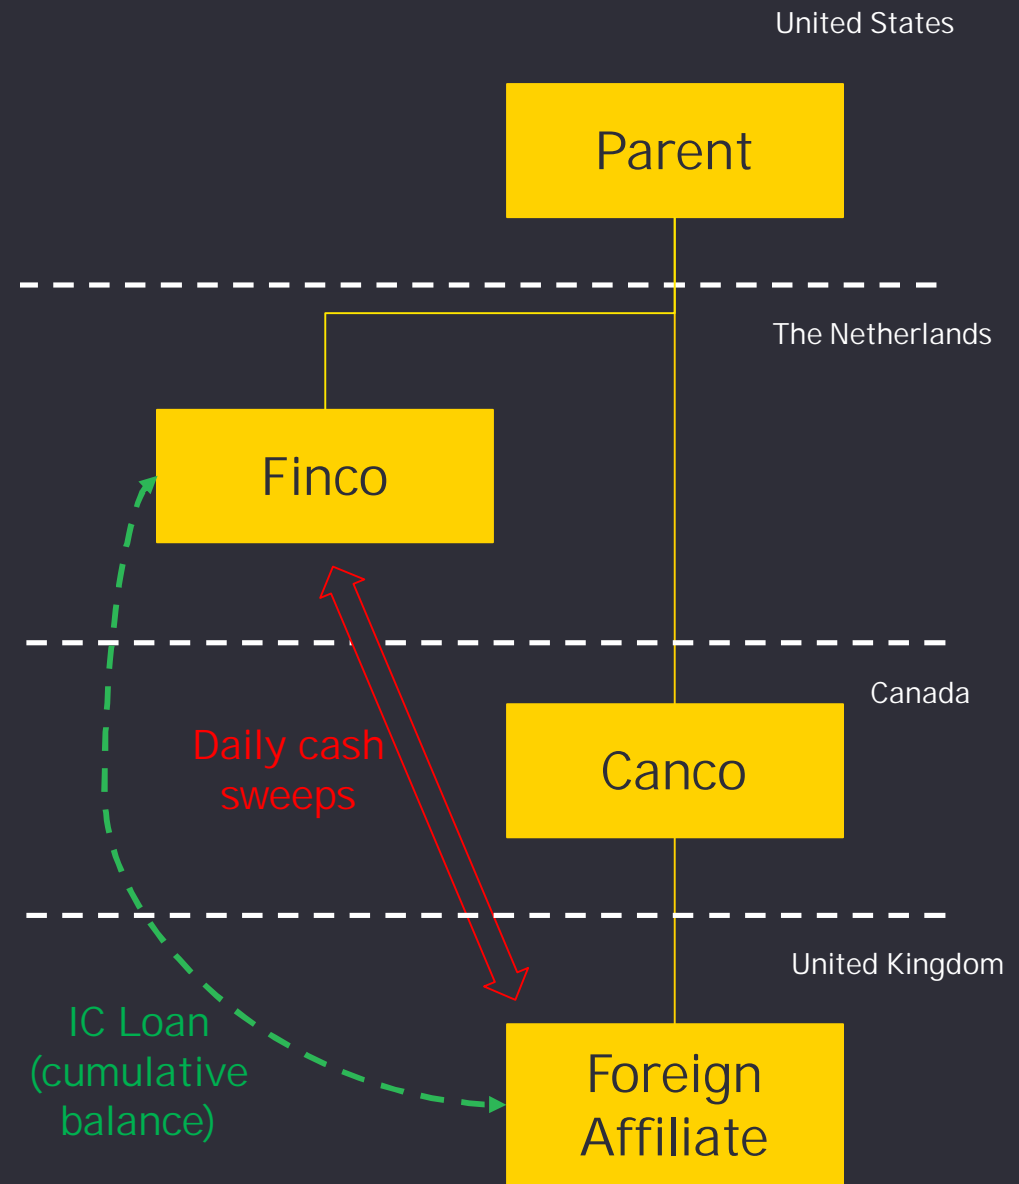 United States
Parent
The Netherlands
Finco
Canada
Daily cash
sweeps
Canco
United Kingdom
IC Loan
(cumulative
balance)
Foreign
Affiliate